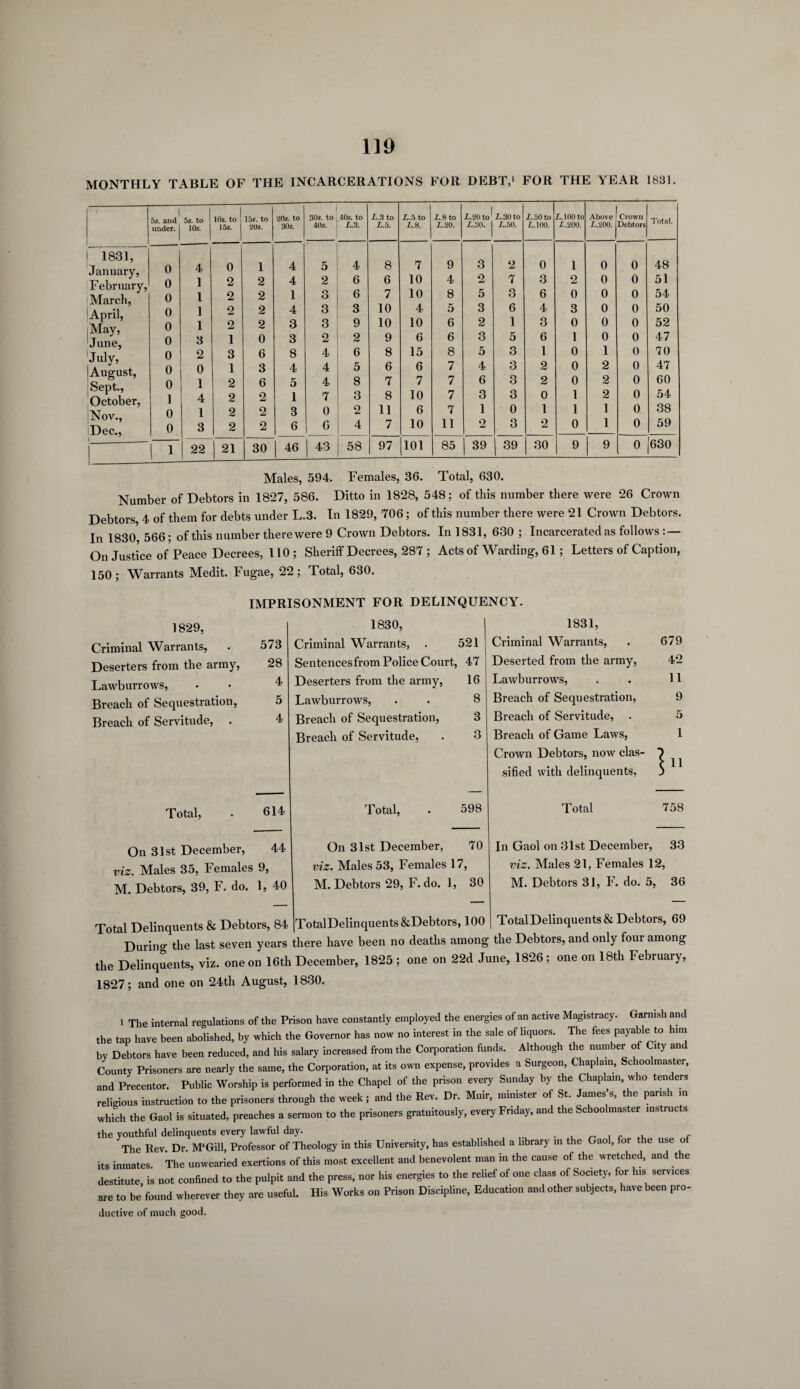 119
MONTHLY TABLE OF THE INCARCERATIONS FOR DEBT,¹ FOR THE YEAR 1831.
5s. and under. 5s. to 10s. 10s. to 15s. 15s. to 20s. 20s. to 30s. 30s. to 40s. 40s. to L.3. L.3 to L.5. L.5 to L.8. L.8 to L.20. L.20 to L.30. L.30 to L.50. L.50 to L.100. L.100 to L.200. Above L.200. Crown Debtors Total.
1831,
January, 0 4 0 1 4 5 4 8 7 9 3 2 0 1 0 0 48
February, 0 1 2 2 4 2 6 6 10 4 2 7 3 2 0 0 51
March, 0 1 2 2 1 3 6 7 10 8 5 3 6 0 0 0 54
April, 0 1 2 2 4 3 3 10 4 5 3 6 4 3 0 0 50
May, 0 1 2 2 3 3 9 10 10 6 2 1 3 0 0 0 52
June, 0 3 1 0 3 2 2 9 6 6 3 5 6 1 0 0 47
July, 0 2 3 6 8 4 6 8 15 8 5 3 1 0 1 0 70
August, 0 0 1 3 4 4 5 6 6 7 4 3 2 0 2 0 47
Sept., 0 1 2 6 5 4 8 7 7 7 6 3 2 0 2 0 60
October, 1 4 2 2 1 7 3 8 10 7 3 3 0 1 2 0 54
Nov., 0 1 2 2 3 0 2 11 6 7 1 0 1 1 1 0 38
Dec., 0 3 2 2 6 6 4 7 10 11 2 3 2 0 1 0 59
1 22 21 30 46 43 58 97 101 85 39 39 30 9 9 0 630
Males, 594. Females, 36. Total, 630.
Number of Debtors in 1827, 586. Ditto in 1828, 548; of this number there were 26 Crown
Debtors, 4 of them for debts under L.3. In 1829, 706; of this number there were 21 Crown Debtors.
In 1830, 566; of this number there were 9 Crown Debtors. In 1831, 630; Incarcerated as follows:—
On Justice of Peace Decrees, 110; Sheriff Decrees, 287; Acts of Warding, 61; Letters of Caption,
150; Warrants Medit. Fugae, 22; Total, 630.
IMPRISONMENT FOR DELINQUENCY.
1829,
Criminal Warrants, . 573
Deserters from the army, 28
Lawburrows, . . 4
Breach of Sequestration, 5
Breach of Servitude, . 4
Total, . 614
On 31st December, 44
viz. Males 35, Females 9,
M. Debtors, 39, F. do. 1, 40
Total Delinquents & Debtors, 84
1830,
Criminal Warrants, . 521
Sentences from Police Court, 47
Deserters from the army, 16
Lawburrows, . . 8
Breach of Sequestration, 3
Breach of Servitude, . 3
Total, . 598
On 31st December, 70
viz. Males 53, Females 17,
M. Debtors 29, F. do. 1, 30
Total Delinquents & Debtors, 100
1831,
Criminal Warrants, . 679
Deserted from the army, 42
Lawburrows, . . 11
Breach of Sequestration, 9
Breach of Servitude, . 5
Breach of Game Laws, 1
Crown Debtors, now clas-
sified with delinquents, } 11
Total 758
In Gaol on 31st December, 33
viz. Males 21, Females 12,
M. Debtors 31, F. do. 5, 36
Total Delinquents & Debtors, 69
During the last seven years there have been no deaths among the Debtors, and only four among
the Delinquents, viz. one on 16th December, 1825; one on 22d June, 1826; one on 18th February,
1827; and one on 24th August, 1830.
1 The internal regulations of the Prison have constantly employed the energies of an active Magistracy. Garnish and
the tap have been abolished, by which the Governor has now no interest in the sale of liquors. The fees payable to him
by Debtors have been reduced, and his salary increased from the Corporation funds. Although the number of City and
County Prisoners are nearly the same, the Corporation, at its own expense, provides a Surgeon, Chaplain, Schoolmaster,
and Precentor. Public Worship is performed in the Chapel of the prison every Sunday by the Chaplain, who tenders
religious instruction to the prisoners through the week; and the Rev. Dr. Muir, minister of St. James's, the parish in
which the Gaol is situated, preaches a sermon to the prisoners gratuitously, every Friday, and the Schoolmaster instructs
the youthful delinquents every lawful day.
The Rev. Dr. M'Gill, Professor of Theology in this University, has established a library in the Gaol, for the use of
its inmates. The unwearied exertions of this most excellent and benevolent man in the cause of the wretched, and the
destitute, is not confined to the pulpit and the press, nor his energies to the relief of one class of Society, for his services
are to be found wherever they are useful. His Works on Prison Discipline, Education and other subjects, have been pro-
ductive of much good.